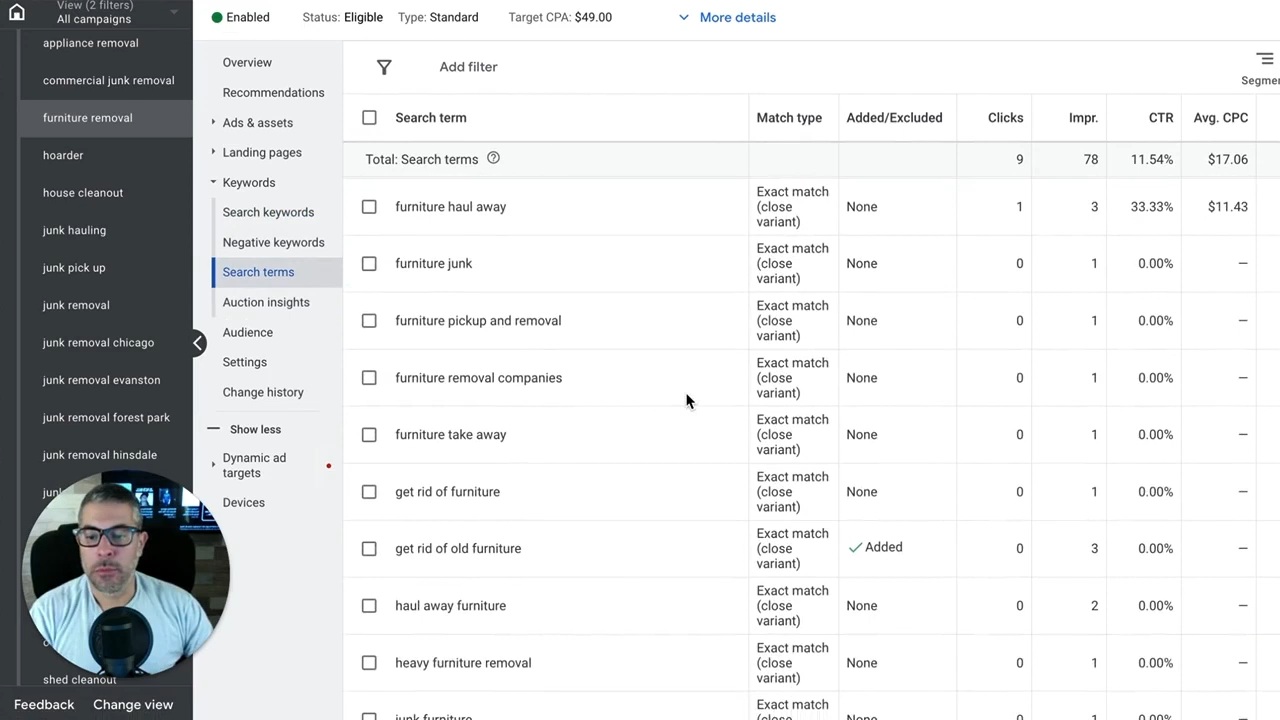 View (2 filters)
All campaigns
appliance removal
commercial junk removal
furniture removal
hoarder
house cleanout
junk hauling
junk pick up
junk removal
junk removal chicago
junk removal evanston
junk removal forest park
junk removal hinsdale
shed cleanout
Feedback
Change view
Enabled
Status: Eligible
Type: Standard
Target CPA: $49.00
More details
Overview
Recommendations
Ads & assets
Landing pages
Keywords
Search keywords
Negative keywords
Search terms
Auction insights
Audience
Settings
Change history
Show less
Dynamic ad
targets
Devices
Add filter
Search term Match type Added/Excluded Clicks Impr. CTR Avg. CPC
Total: Search terms 9 78 11.54% $17.06
furniture haul away Exact match (close variant) None 1 3 33.33% $11.43
furniture junk Exact match (close variant) None 0 1 0.00% —
furniture pickup and removal Exact match (close variant) None 0 1 0.00% —
furniture removal companies Exact match (close variant) None 0 1 0.00% —
furniture take away Exact match (close variant) None 0 1 0.00% —
get rid of furniture Exact match (close variant) None 0 1 0.00% —
get rid of old furniture Exact match (close variant) Added 0 3 0.00% —
haul away furniture Exact match (close variant) None 0 2 0.00% —
heavy furniture removal Exact match (close variant) None 0 1 0.00% —
junk furniture Exact match